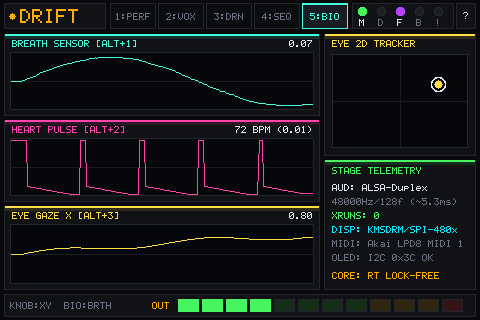 DRIFT 1:PERF 2:VOX 3:DRN 4:SEQ 5:BIO M D F B ! ?
BREATH SENSOR [ALT+1] 0.07
HEART PULSE [ALT+2] 72 BPM (0.01)
EYE GAZE X [ALT+3] 0.80
EYE 2D TRACKER
STAGE TELEMETRY
AUD: ALSA-Duplex
48000Hz/128f (~5.3ms)
XRUNS: 0
DISP: KMSDRM/SPI-480x
MIDI: Akai LPD8 MIDI 1
OLED: I2C 0x3C OK
CORE: RT LOCK-FREE
KNOB:XY BIO:BRTH OUT